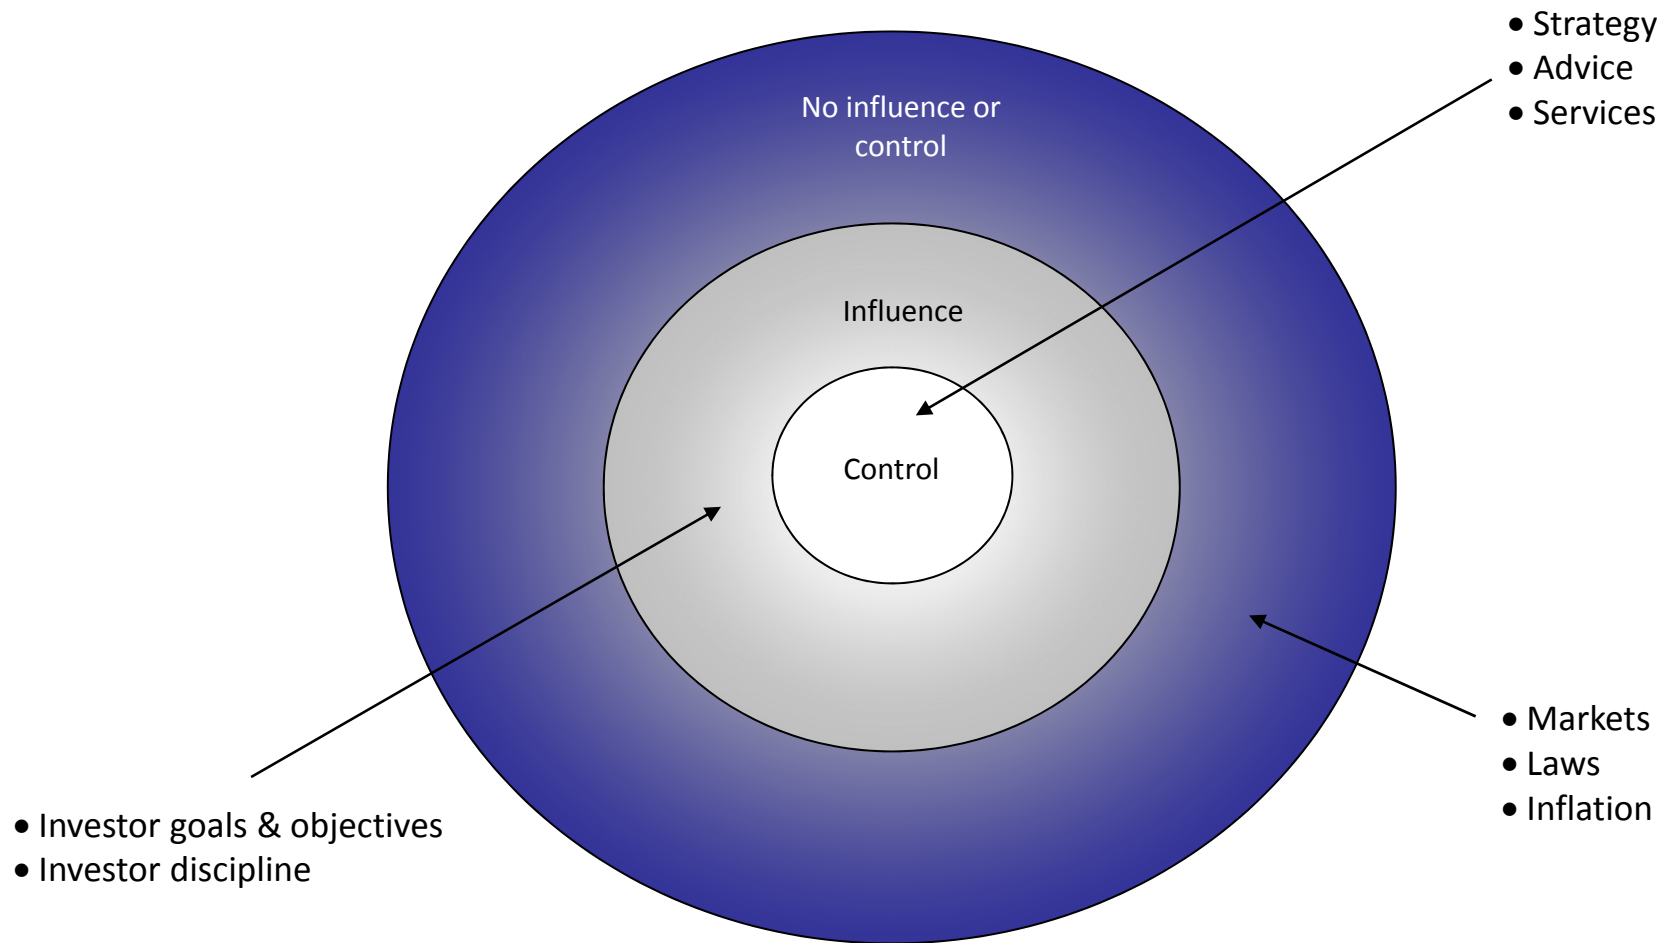 • Strategy
• Advice
• Services
No influence or
control
Influence
Control
• Markets
• Laws
• Inflation
• Investor goals & objectives
• Investor discipline